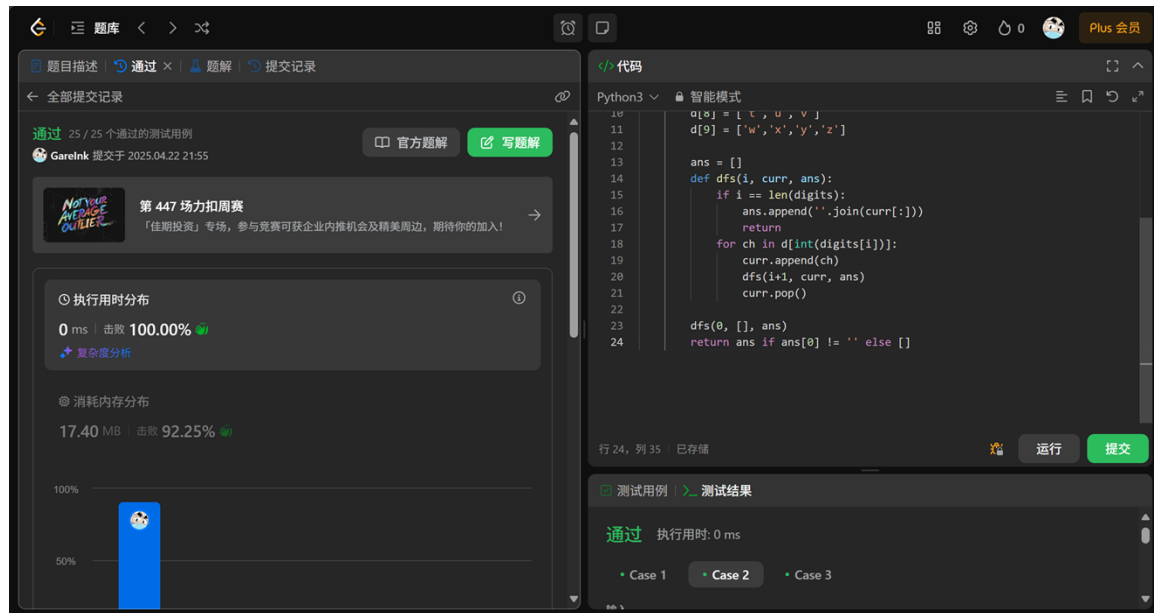 题库
0
Plus 会员
题目描述
通过
题解
提交记录
全部提交记录
通过 25 / 25 个通过的测试用例
GareInk 提交于 2025.04.22 21:55
官方题解
写题解
NOT YOUR
AVERAGE
OUTLIER
第 447 场力扣周赛
「佳期投资」专场，参与竞赛可获企业内推机会及精美周边，期待你的加入！
执行用时分布
0 ms 击败 100.00%
复杂度分析
消耗内存分布
17.40 MB 击败 92.25%
100%
50%
</> 代码
Python3 智能模式
10 d[8] = ['t','u','v']
11 d[9] = ['w','x','y','z']
12
13 ans = []
14 def dfs(i, curr, ans):
15 if i == len(digits):
16 ans.append(''.join(curr[:]))
17 return
18 for ch in d[int(digits[i])]:
19 curr.append(ch)
20 dfs(i+1, curr, ans)
21 curr.pop()
22
23 dfs(0, [], ans)
24 return ans if ans[0] != '' else []
行 24，列 35 已存储
运行
提交
测试用例
>_ 测试结果
通过 执行用时: 0 ms
• Case 1
• Case 2
• Case 3